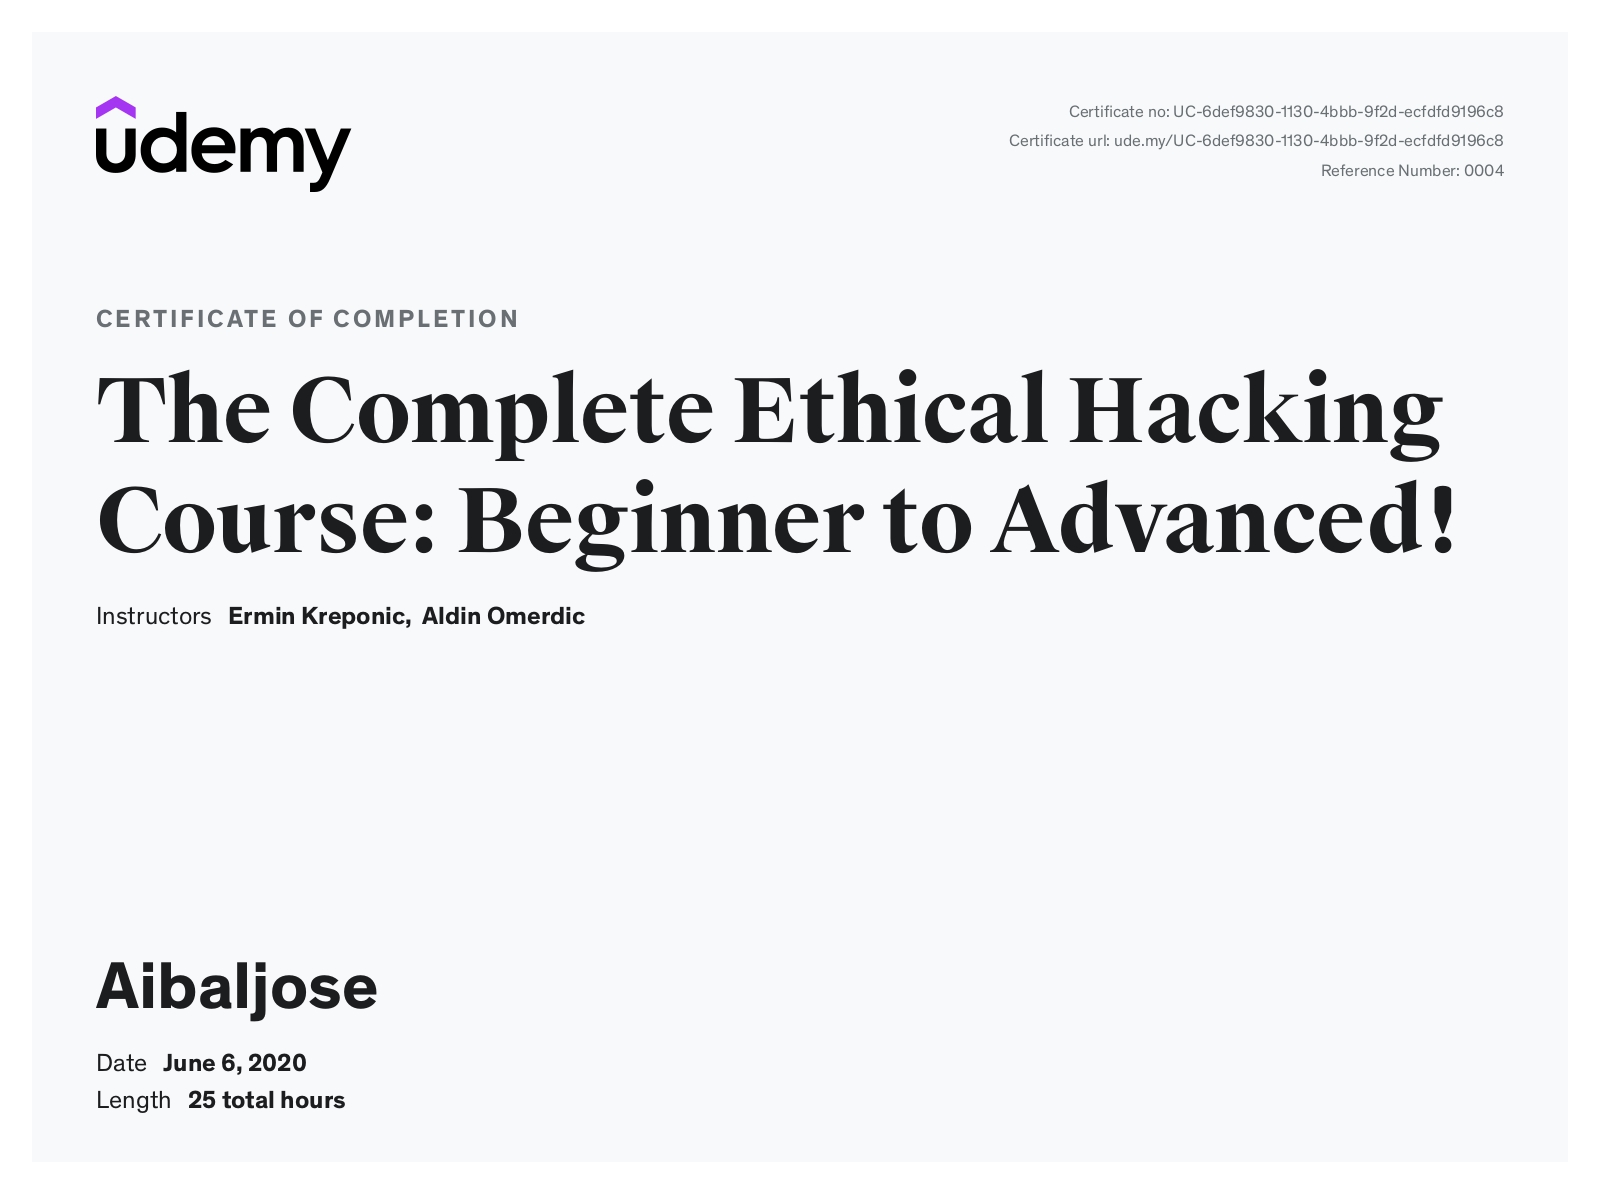 udemy
Certificate no: UC-6def9830-1130-4bbb-9f2d-ecfdfd9196c8
Certificate url: ude.my/UC-6def9830-1130-4bbb-9f2d-ecfdfd9196c8
Reference Number: 0004
CERTIFICATE OF COMPLETION
The Complete Ethical Hacking
Course: Beginner to Advanced!
Instructors Ermin Kreponic, Aldin Omerdic
Aibaljose
Date June 6, 2020
Length 25 total hours